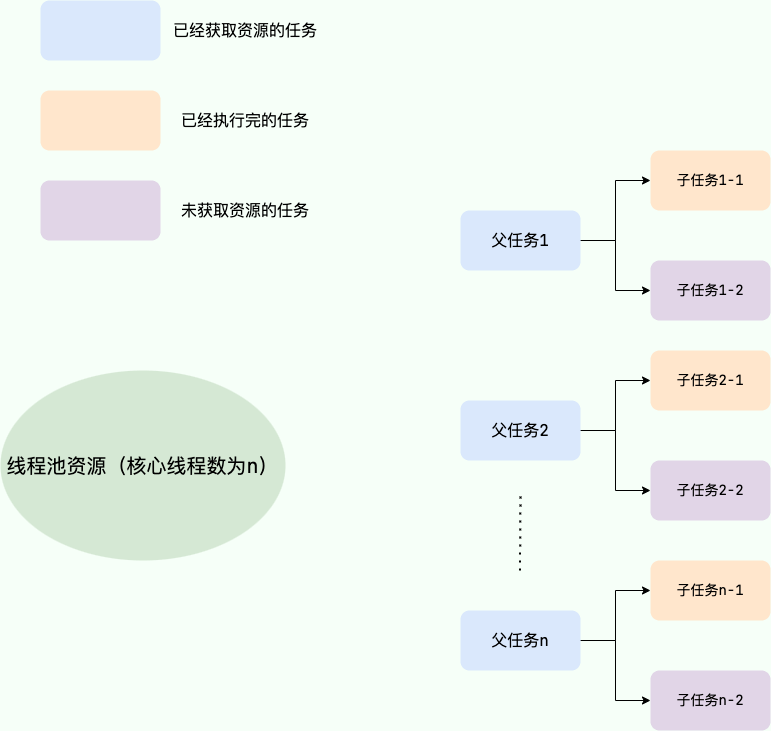 已经获取资源的任务
已经执行完的任务
未获取资源的任务
线程池资源（核心线程数为n）
父任务1
子任务1-1
子任务1-2
父任务2
子任务2-1
子任务2-2
父任务n
子任务n-1
子任务n-2